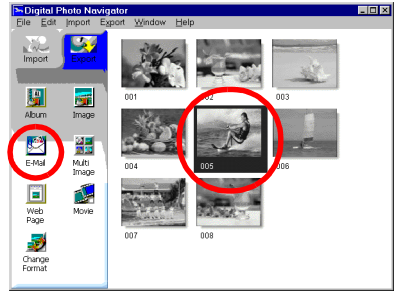 Digital Photo Navigator
File Edit Import Export Window Help
Import Export
Album Image
E-Mail Multi Image
Web Page Movie
Change Format
001 002 003
004 005 006
007 008